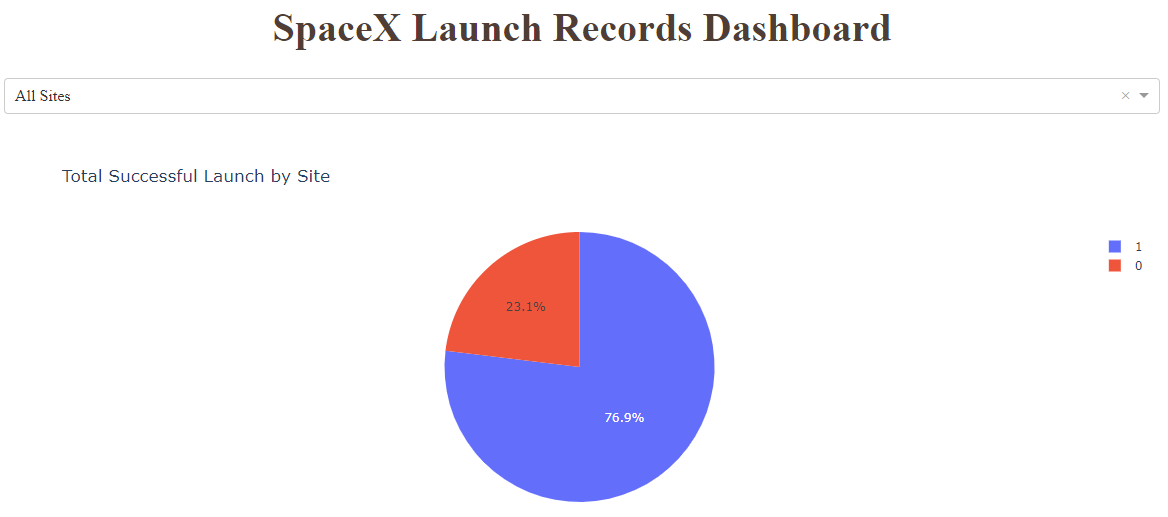 SpaceX Launch Records Dashboard
All Sites
Total Successful Launch by Site
1
0
23.1%
76.9%